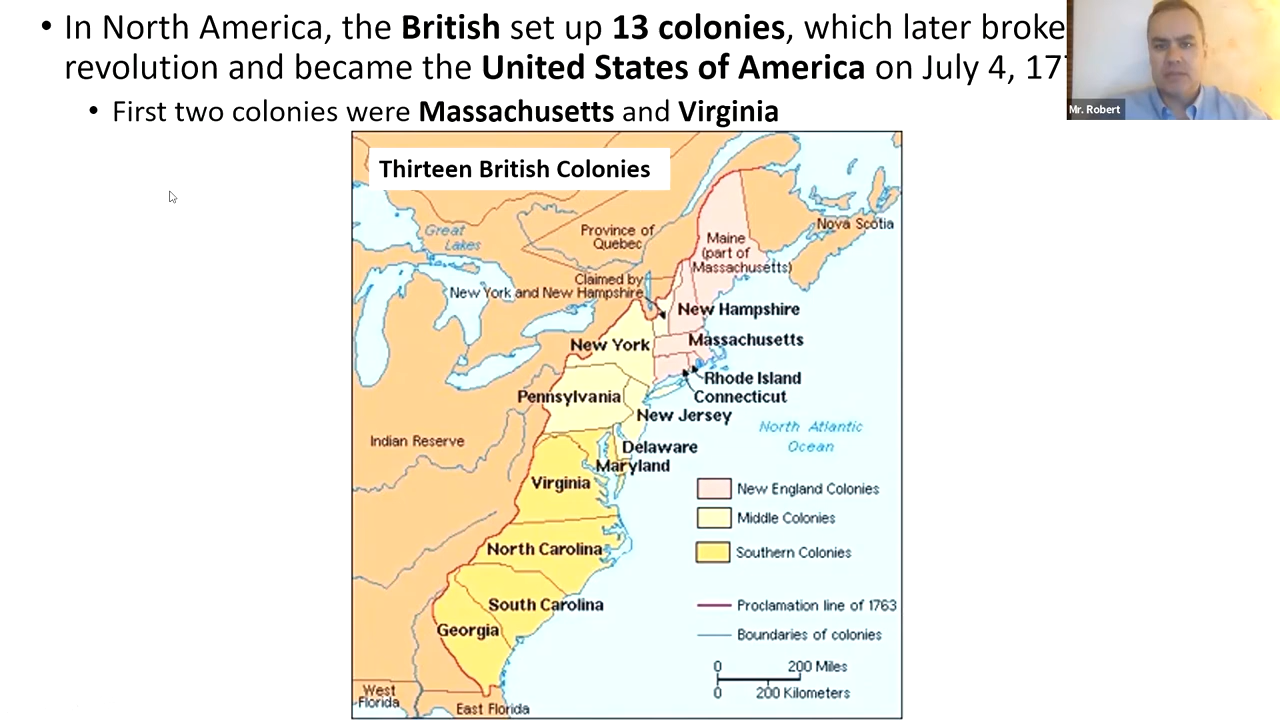 • In North America, the British set up 13 colonies, which later broke
revolution and became the United States of America on July 4, 17
• First two colonies were Massachusetts and Virginia
Mr. Robert
Thirteen British Colonies
Great
Lakes
Province of
Quebec
Nova Scotia
Maine
(part of
Massachusetts)
Claimed by
New York and New Hampshire
New Hampshire
Massachusetts
New York
Rhode Island
Connecticut
Pennsylvania
New Jersey
North Atlantic
Ocean
Indian Reserve
Delaware
Maryland
Virginia
New England Colonies
Middle Colonies
Southern Colonies
North Carolina
South Carolina
Georgia
Proclamation line of 1763
Boundaries of colonies
0 200 Miles
0 200 Kilometers
West
Florida
East Florida